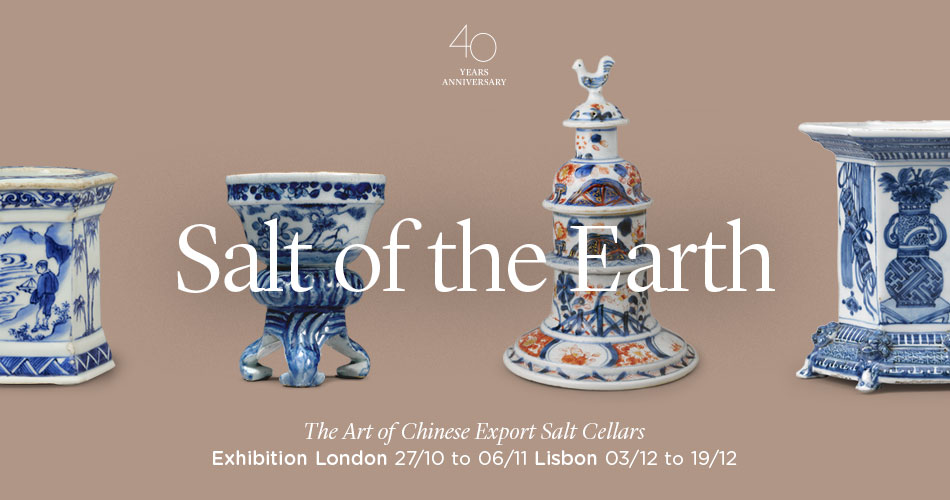 40
YEARS
ANNIVERSARY
Salt of the Earth
The Art of Chinese Export Salt Cellars
Exhibition London 27/10 to 06/11 Lisbon 03/12 to 19/12